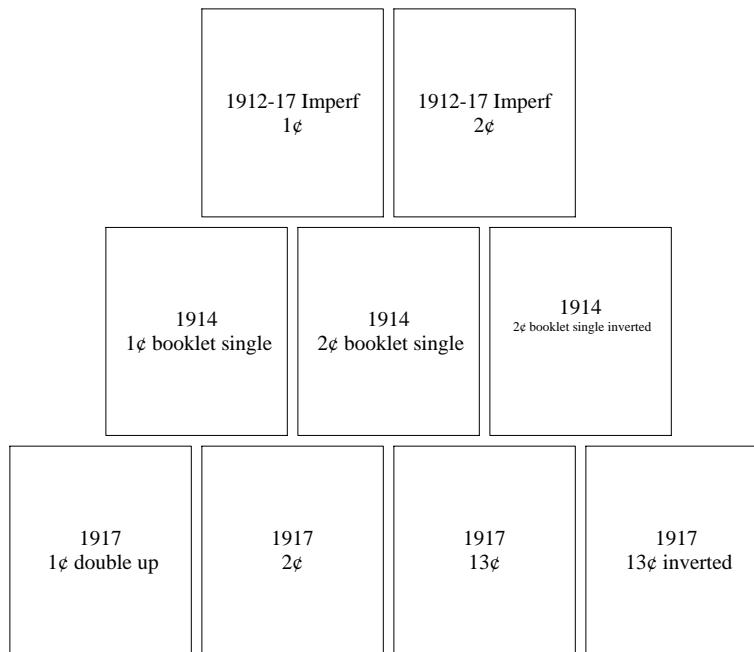 1912-17 Imperf
1¢
1912-17 Imperf
2¢
1914
1¢ booklet single
1914
2¢ booklet single
1914
2¢ booklet single inverted
1917
1¢ double up
1917
2¢
1917
13¢
1917
13¢ inverted